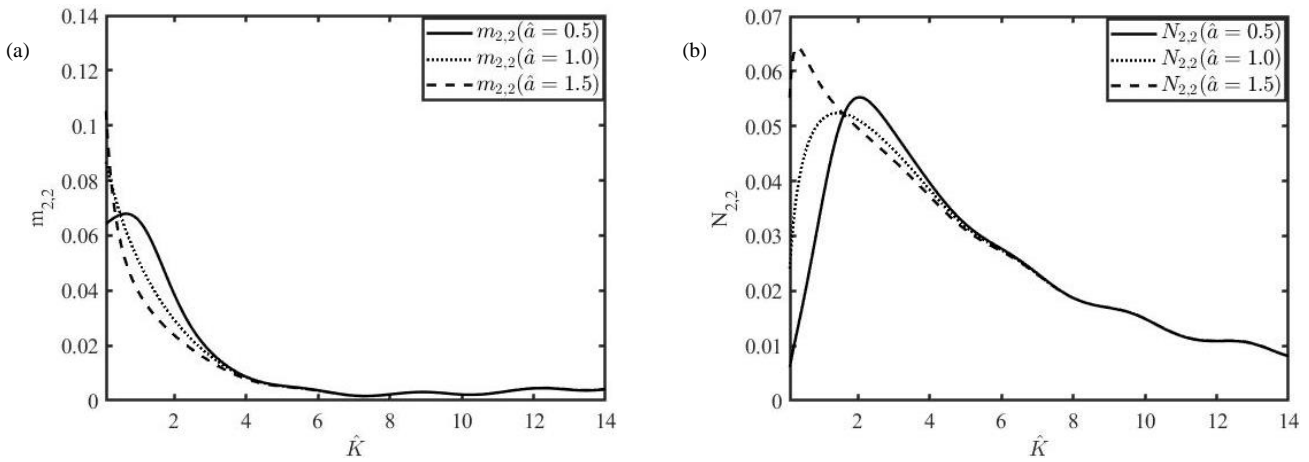 (a)
m₂,₂
0.14
0.12
0.1
0.08
0.06
0.04
0.02
0
2
4
6
8
10
12
14
K̂
m₂,₂(â = 0.5)
m₂,₂(â = 1.0)
m₂,₂(â = 1.5)
(b)
N₂,₂
0.07
0.06
0.05
0.04
0.03
0.02
0.01
0
2
4
6
8
10
12
14
K̂
N₂,₂(â = 0.5)
N₂,₂(â = 1.0)
N₂,₂(â = 1.5)